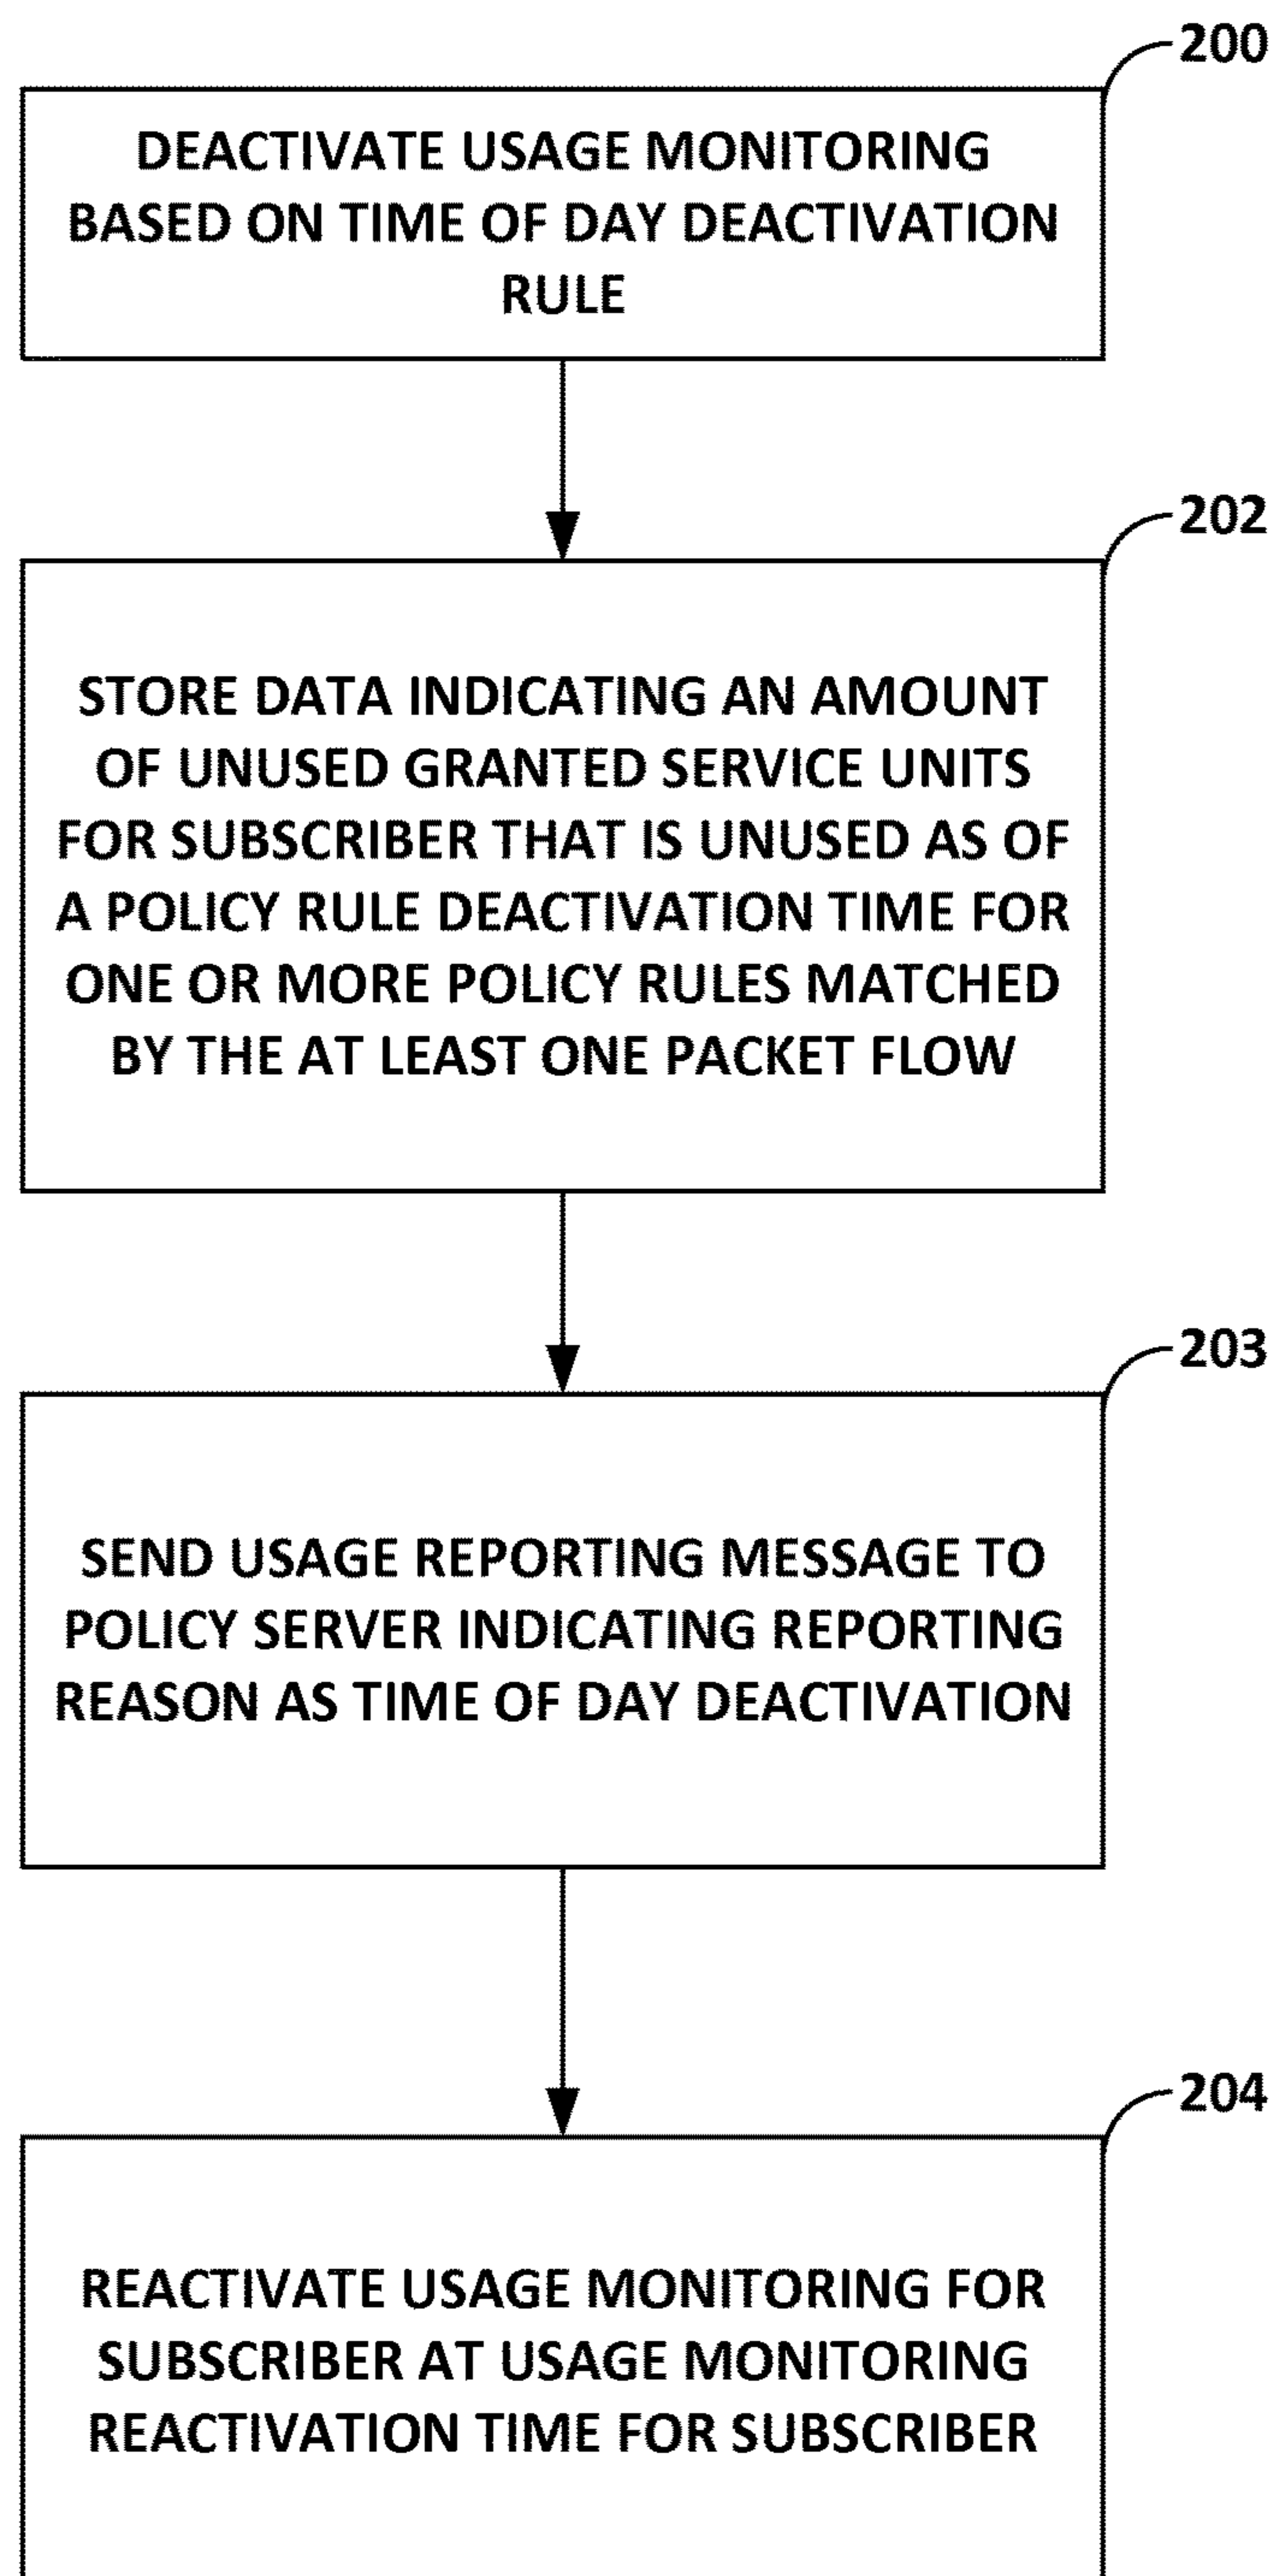 200
DEACTIVATE USAGE MONITORING
BASED ON TIME OF DAY DEACTIVATION
RULE
202
STORE DATA INDICATING AN AMOUNT
OF UNUSED GRANTED SERVICE UNITS
FOR SUBSCRIBER THAT IS UNUSED AS OF
A POLICY RULE DEACTIVATION TIME FOR
ONE OR MORE POLICY RULES MATCHED
BY THE AT LEAST ONE PACKET FLOW
203
SEND USAGE REPORTING MESSAGE TO
POLICY SERVER INDICATING REPORTING
REASON AS TIME OF DAY DEACTIVATION
204
REACTIVATE USAGE MONITORING FOR
SUBSCRIBER AT USAGE MONITORING
REACTIVATION TIME FOR SUBSCRIBER